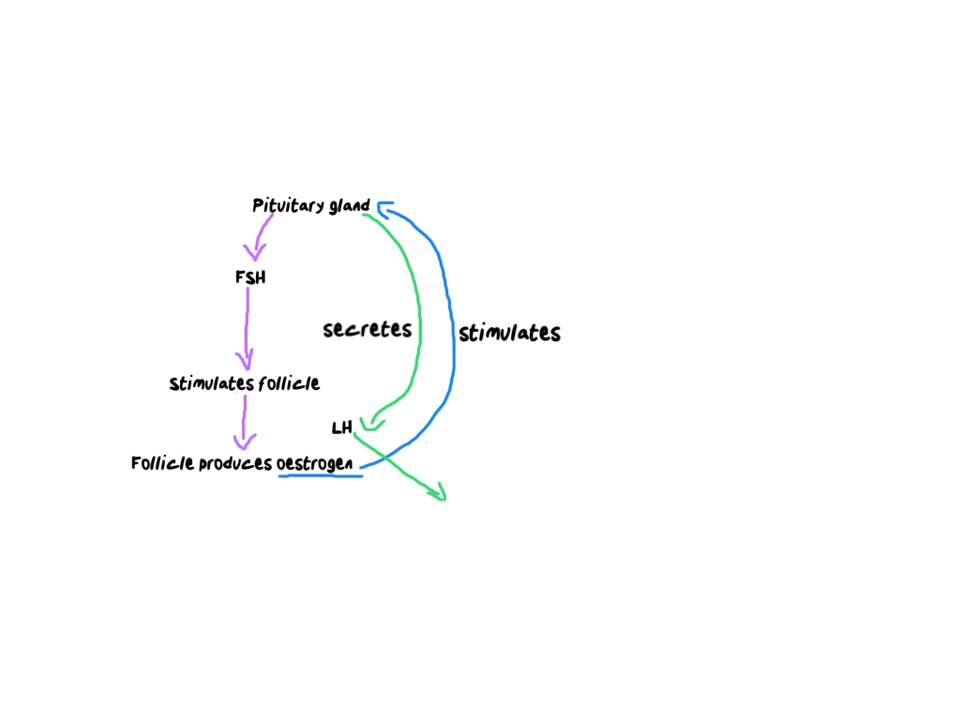 Pituitary gland
FSH
secretes
stimulates
Stimulates follicle
LH
Follicle produces oestrogen